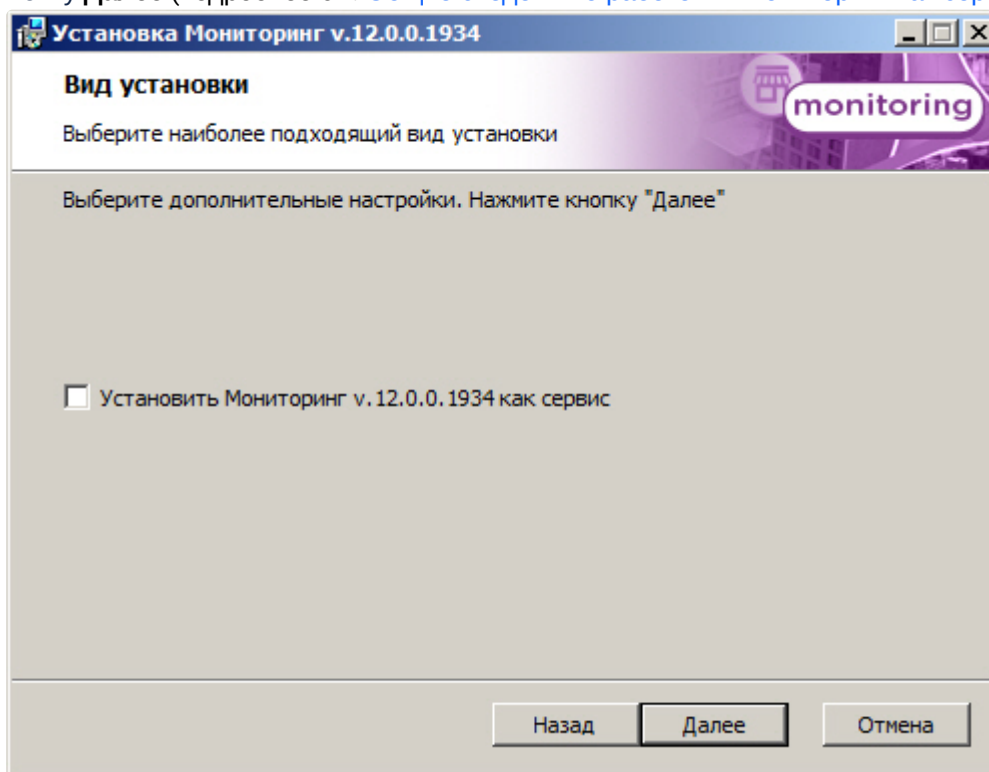 Установка Мониторинг v.12.0.0.1934
Вид установки
Выберите наиболее подходящий вид установки
monitoring
Выберите дополнительные настройки. Нажмите кнопку "Далее"
Установить Мониторинг v.12.0.0.1934 как сервис
Назад Далее Отмена